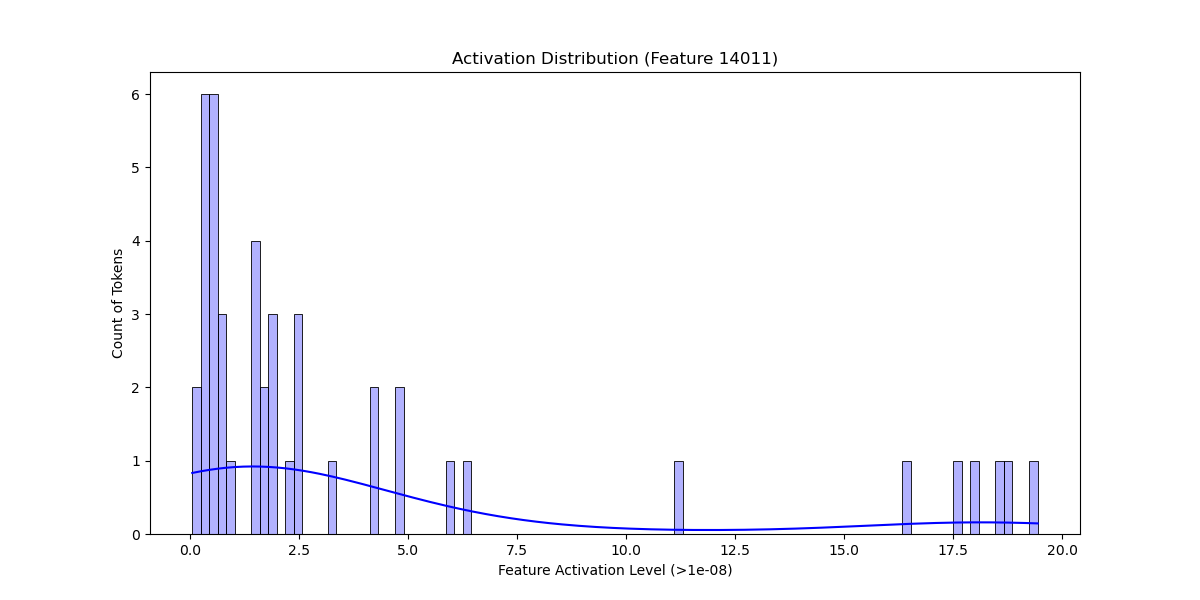 Activation Distribution (Feature 14011)
6
5
4
3
2
1
0
Count of Tokens
0.0 2.5 5.0 7.5 10.0 12.5 15.0 17.5 20.0
Feature Activation Level (>1e-08)